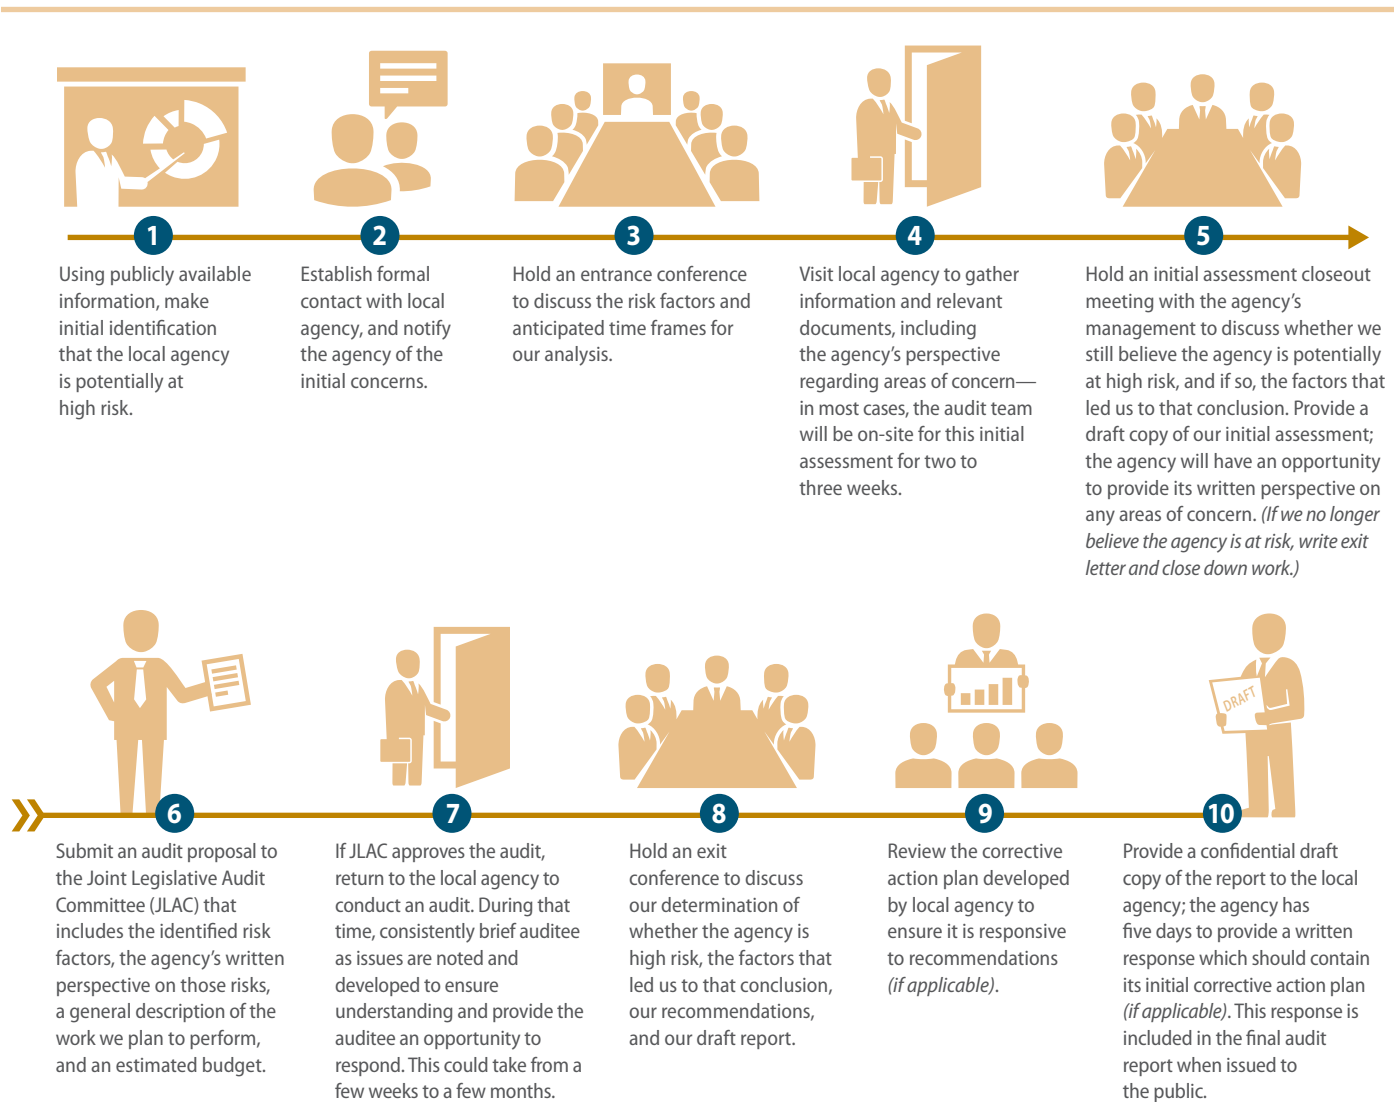 1
Using publicly available
information, make
initial identification
that the local agency
is potentially at
high risk.
2
Establish formal
contact with local
agency, and notify
the agency of the
initial concerns.
3
Hold an entrance conference
to discuss the risk factors and
anticipated time frames for
our analysis.
4
Visit local agency to gather
information and relevant
documents, including
the agency’s perspective
regarding areas of concern—
in most cases, the audit team
will be on-site for this initial
assessment for two to
three weeks.
5
Hold an initial assessment closeout
meeting with the agency’s
management to discuss whether we
still believe the agency is potentially
at high risk, and if so, the factors that
led us to that conclusion. Provide a
draft copy of our initial assessment;
the agency will have an opportunity
to provide its written perspective on
any areas of concern. (If we no longer
believe the agency is at risk, write exit
letter and close down work.)
6
Submit an audit proposal to
the Joint Legislative Audit
Committee (JLAC) that
includes the identified risk
factors, the agency’s written
perspective on those risks,
a general description of the
work we plan to perform,
and an estimated budget.
7
If JLAC approves the audit,
return to the local agency to
conduct an audit. During that
time, consistently brief auditee
as issues are noted and
developed to ensure
understanding and provide the
auditee an opportunity to
respond. This could take from a
few weeks to a few months.
8
Hold an exit
conference to discuss
our determination of
whether the agency is
high risk, the factors that
led us to that conclusion,
our recommendations,
and our draft report.
9
Review the corrective
action plan developed
by local agency to
ensure it is responsive
to recommendations
(if applicable).
DRAFT
10
Provide a confidential draft
copy of the report to the local
agency; the agency has
five days to provide a written
response which should contain
its initial corrective action plan
(if applicable). This response is
included in the final audit
report when issued to
the public.